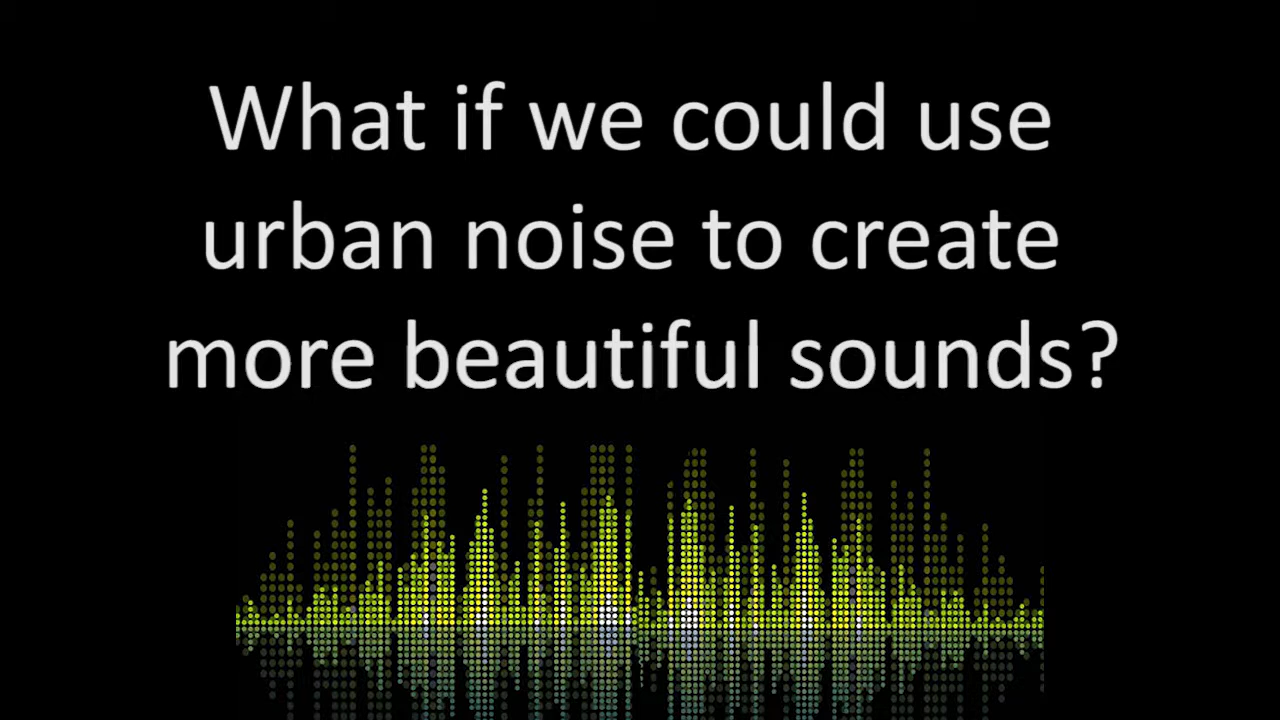 What if we could use
urban noise to create
more beautiful sounds?